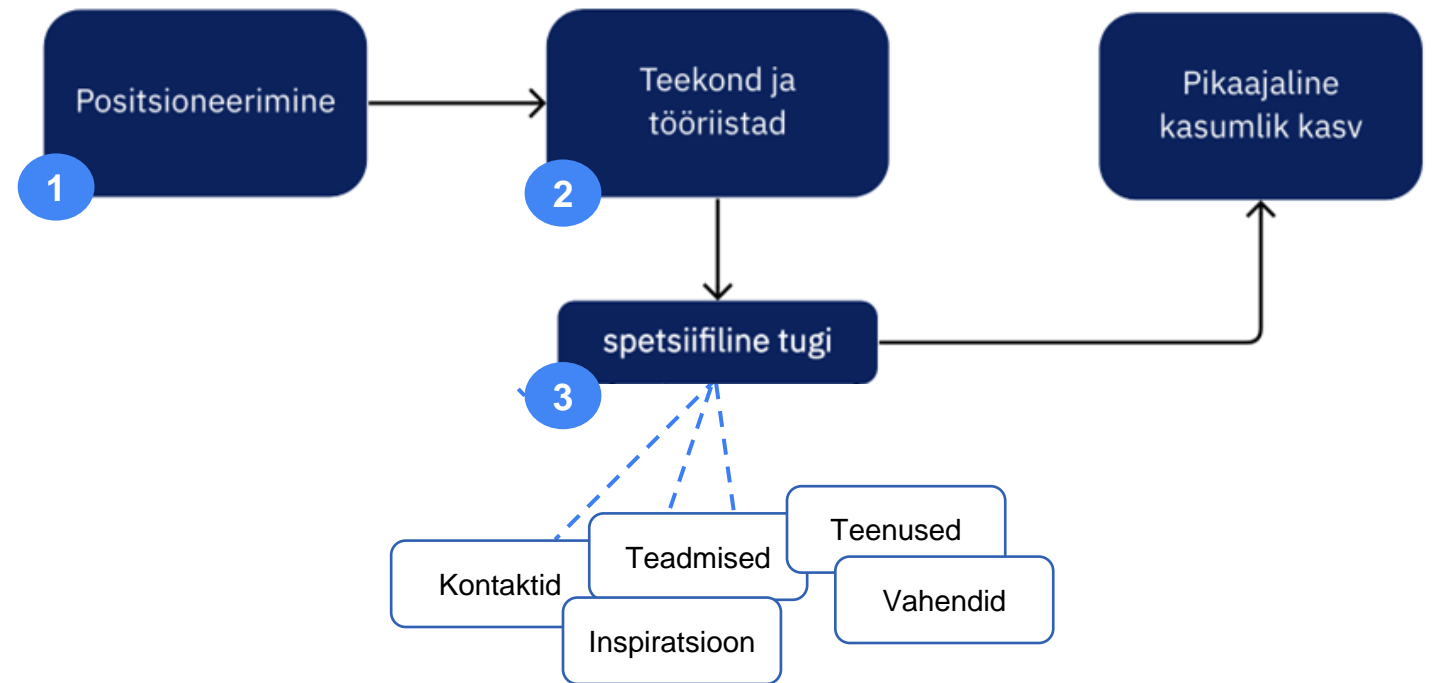 Positsioneerimine
1
Teekond ja
tööriistad
2
Pikaajaline
kasumlik kasv
spetsiifiline tugi
3
Kontaktid
Teadmised
Teenused
Inspiratsioon
Vahendid